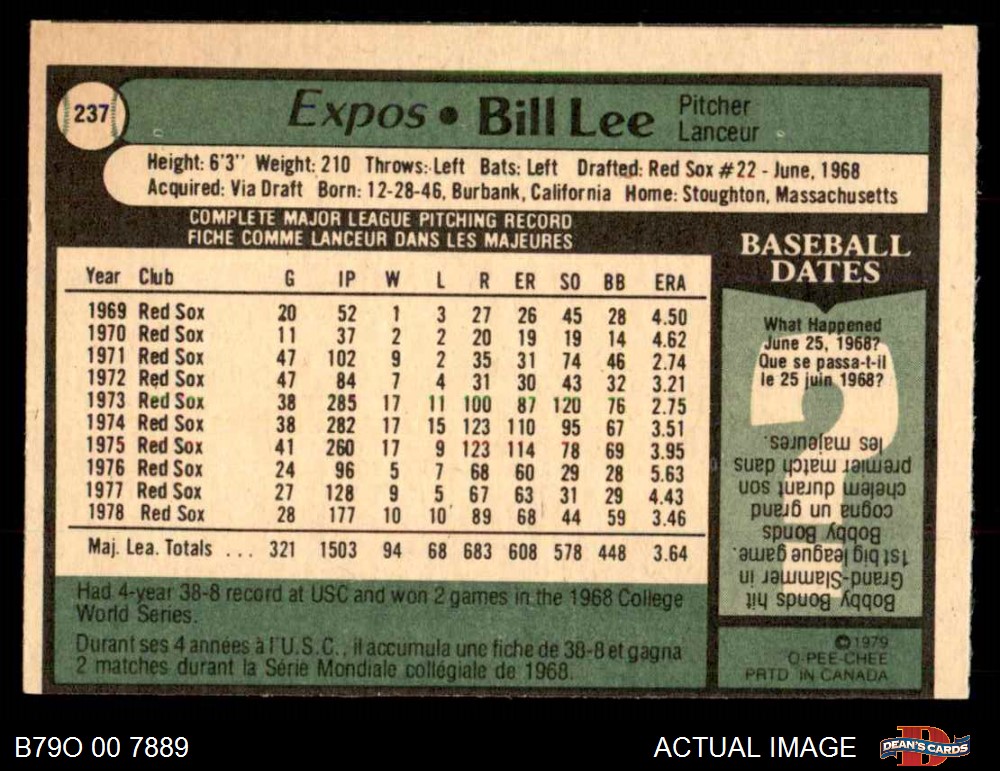 237
Expos • Bill Lee Pitcher
Lanceur
Height: 6'3" Weight: 210 Throws: Left Bats: Left Drafted: Red Sox #22 - June, 1968
Acquired: Via Draft Born: 12-28-46, Burbank, California Home: Stoughton, Massachusetts
COMPLETE MAJOR LEAGUE PITCHING RECORD
FICHE COMME LANCEUR DANS LES MAJEURES
Year Club G IP W L R ER SO BB ERA
1969 Red Sox 20 52 1 3 27 26 45 28 4.50
1970 Red Sox 11 37 2 2 20 19 19 14 4.62
1971 Red Sox 47 102 9 2 35 31 74 46 2.74
1972 Red Sox 47 84 7 4 31 30 43 32 3.21
1973 Red Sox 38 285 17 11 100 87 120 76 2.75
1974 Red Sox 38 282 17 15 123 110 95 67 3.51
1975 Red Sox 41 260 17 9 123 114 78 69 3.95
1976 Red Sox 24 96 5 7 68 60 29 28 5.63
1977 Red Sox 27 128 9 5 67 63 31 29 4.43
1978 Red Sox 28 177 10 10 89 68 44 59 3.46
Maj. Lea. Totals ... 321 1503 94 68 683 608 578 448 3.64
Had 4-year 38-8 record at USC and won 2 games in the 1968 College
World Series.
Durant ses 4 années à l'U.S.C., il accumula une fiche de 38-8 et gagna
2 matches durant la Série Mondiale collégiale de 1968.
BASEBALL
DATES
What Happened
June 25, 1968?
Que se passa-t-il
le 25 juin 1968?
Bobby Bonds hit
Grand-Slammer in
1st big league game.
Bobby Bonds
cogna un grand
chelem durant son
premier match dans
les majeures.
©1979
O-PEE-CHEE
PRTD IN CANADA
B79O 00 7889
ACTUAL IMAGE
DEAN'S CARDS